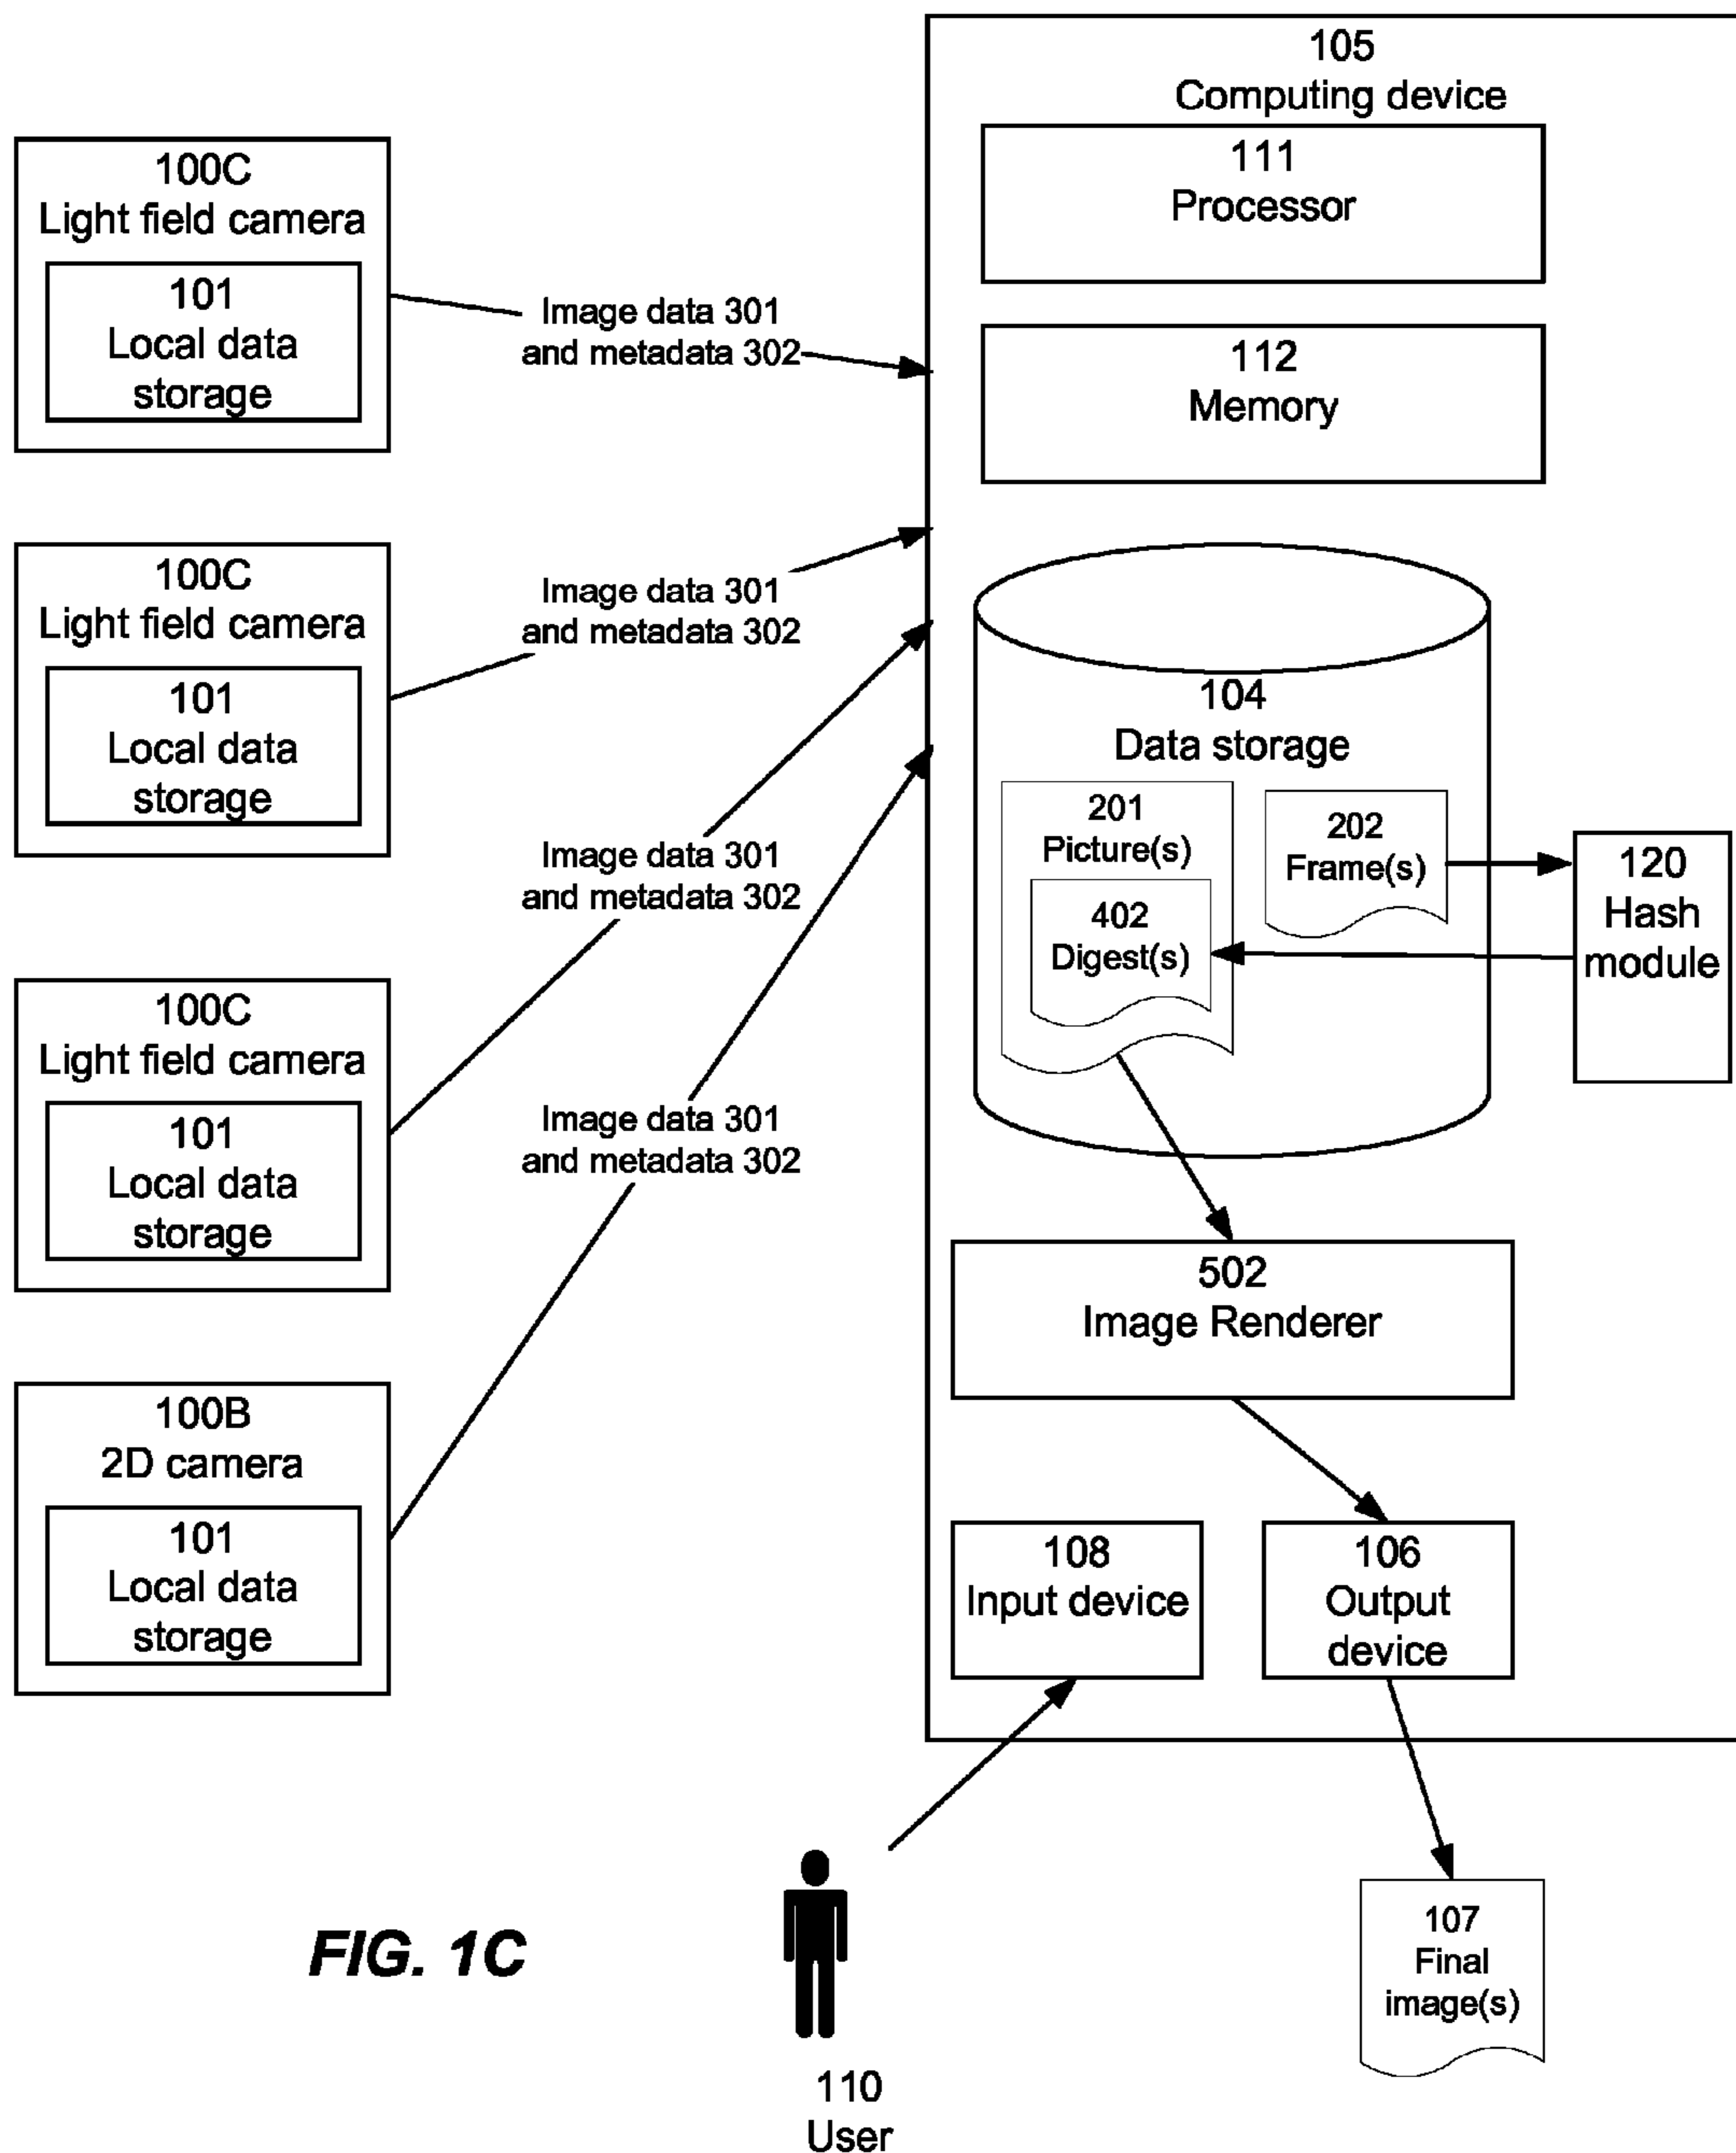 105
Computing device
111
Processor
112
Memory
100C
Light field camera
101
Local data
storage
Image data 301
and metadata 302
100C
Light field camera
101
Local data
storage
Image data 301
and metadata 302
100C
Light field camera
101
Local data
storage
Image data 301
and metadata 302
100B
2D camera
101
Local data
storage
Image data 301
and metadata 302
104
Data storage
201
Picture(s)
402
Digest(s)
202
Frame(s)
120
Hash
module
502
Image Renderer
108
Input device
106
Output
device
107
Final
image(s)
110
User
FIG. 1C